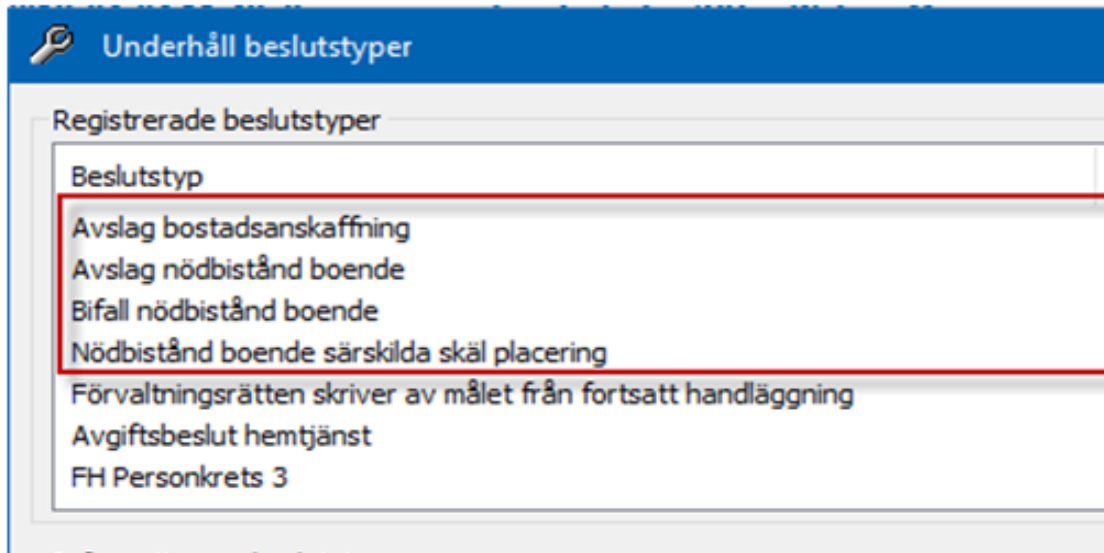 Underhåll beslutstyper
Registrerade beslutstyper
Beslutstyp
Avslag bostadsanskaffning
Avslag nödbistånd boende
Bifall nödbistånd boende
Nödbistånd boende särskilda skäl placering
Förvaltningsrätten skriver av målet från fortsatt handläggning
Avgiftsbeslut hemtjänst
FH Personkrets 3